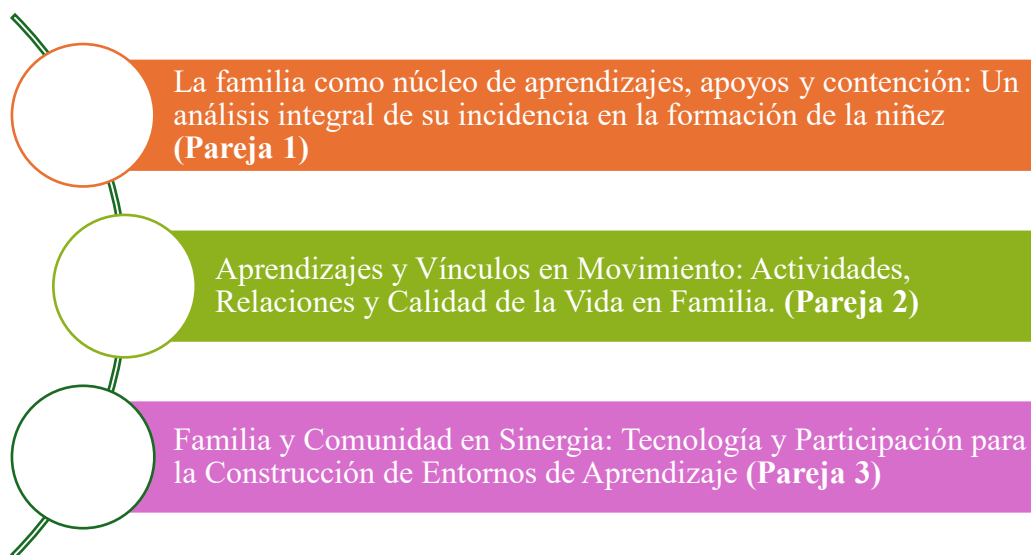 La familia como núcleo de aprendizajes, apoyos y contención: Un
análisis integral de su incidencia en la formación de la niñez
(Pareja 1)
Aprendizajes y Vínculos en Movimiento: Actividades,
Relaciones y Calidad de la Vida en Familia. (Pareja 2)
Familia y Comunidad en Sinergia: Tecnología y Participación para
la Construcción de Entornos de Aprendizaje (Pareja 3)